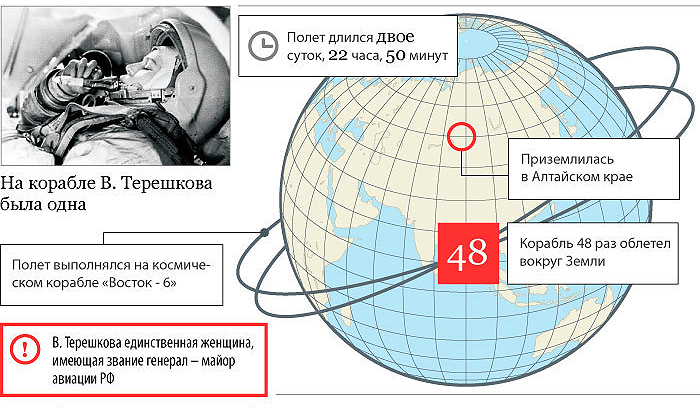 Полет длился двое
суток, 22 часа, 50 минут
На корабле В. Терешкова
была одна
Приземлилась
в Алтайском крае
48
Корабль 48 раз облетел
вокруг Земли
Полет выполнялся на космиче-
ском корабле «Восток - 6»
! В. Терешкова единственная женщина,
имеющая звание генерал – майор
авиации РФ